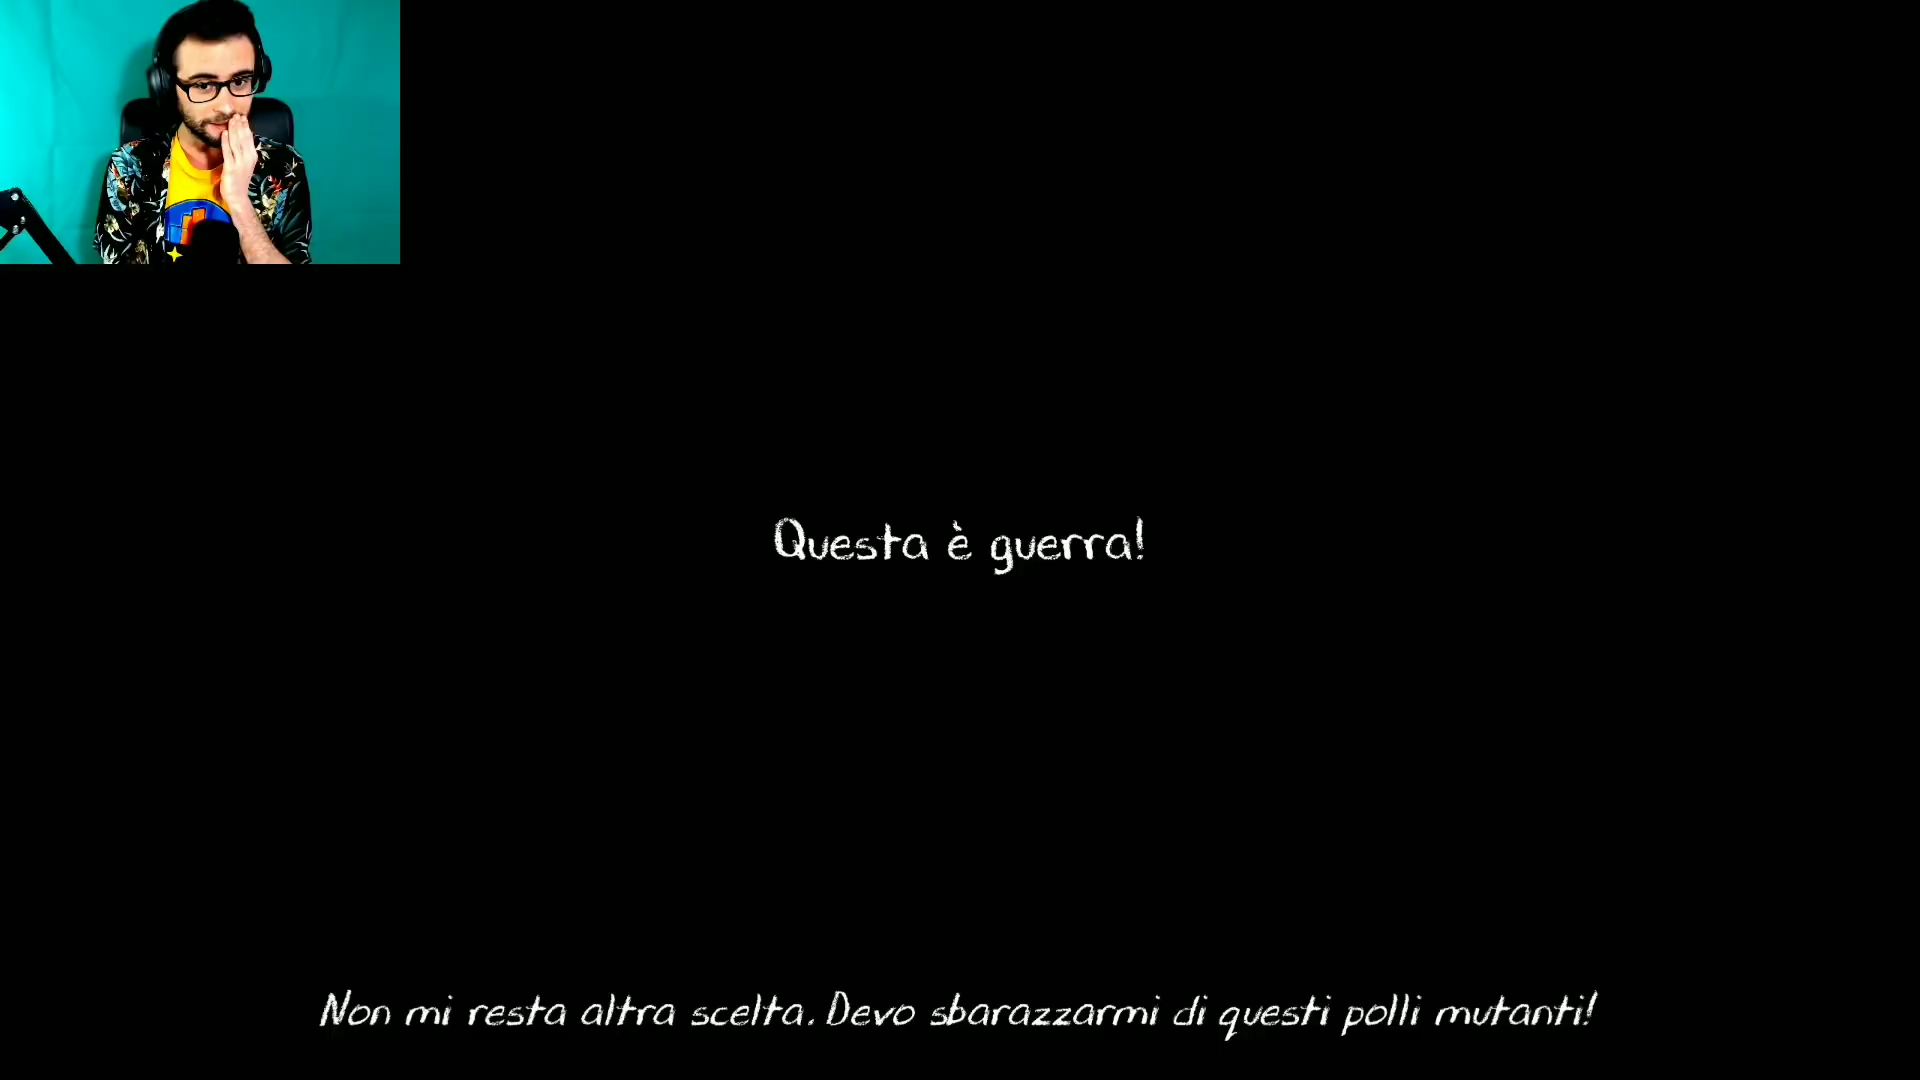 Questa è guerra!
Non mi resta altra scelta. Devo sbarazzarmi di questi polli mutanti!